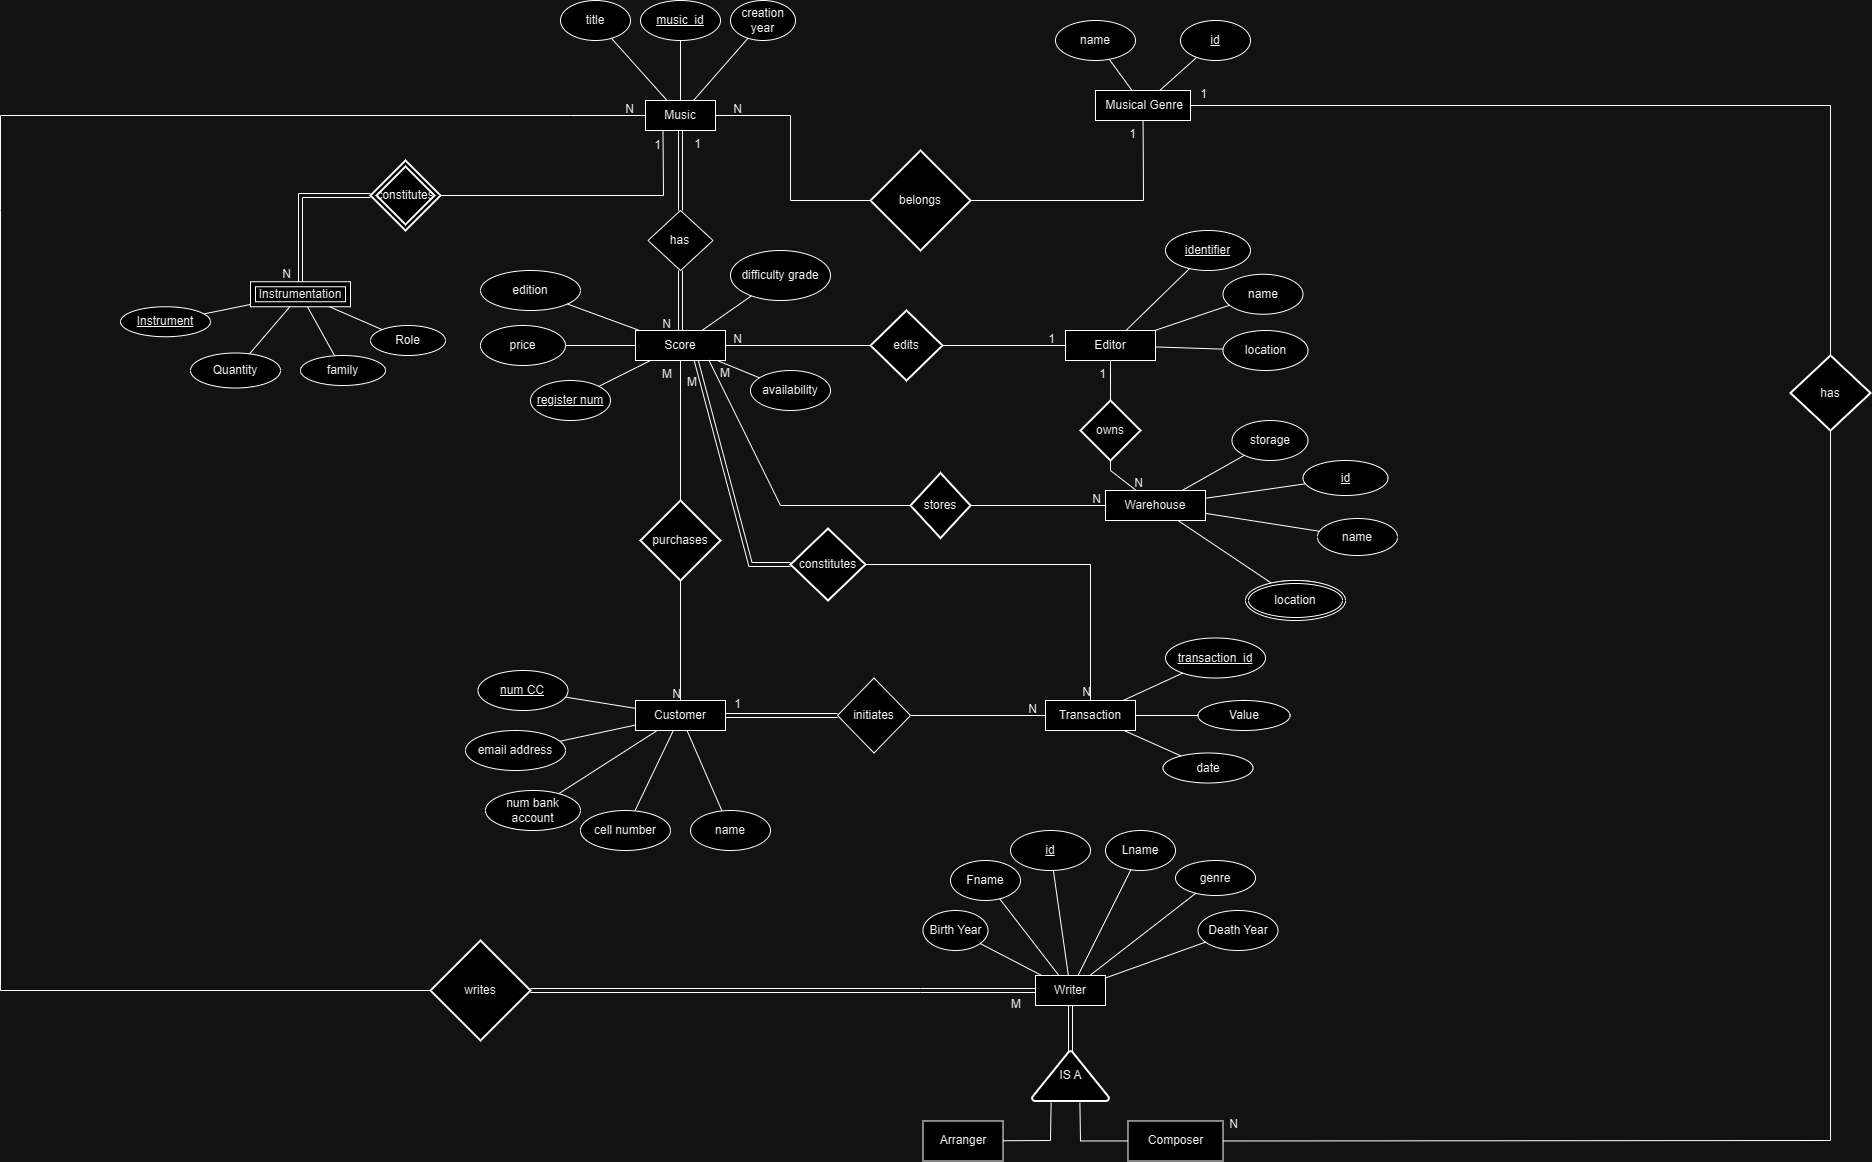 title
music_id
creation
year
name
id
N
Music
N
Musical Genre
1
1
1
1
constitutes
belongs
has
identifier
difficulty grade
N
edition
name
Instrumentation
Instrument
N
Role
price
Score
N
edits
1
Editor
location
Quantity
family
M
M
M
1
availability
register num
has
owns
storage
id
N
N
stores
Warehouse
name
purchases
constitutes
location
transaction_id
num CC
N
1
N
N
Customer
initiates
Transaction
Value
email address
date
num bank
account
cell number
name
id
Lname
Fname
genre
Birth Year
Death Year
writes
Writer
M
IS A
Arranger
Composer
N